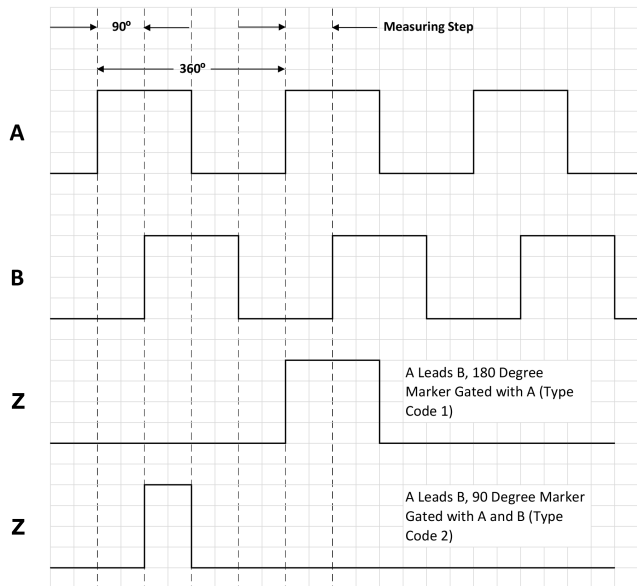 90º
Measuring Step
360º
A
B
Z
A Leads B, 180 Degree
Marker Gated with A (Type
Code 1)
Z
A Leads B, 90 Degree Marker
Gated with A and B (Type
Code 2)